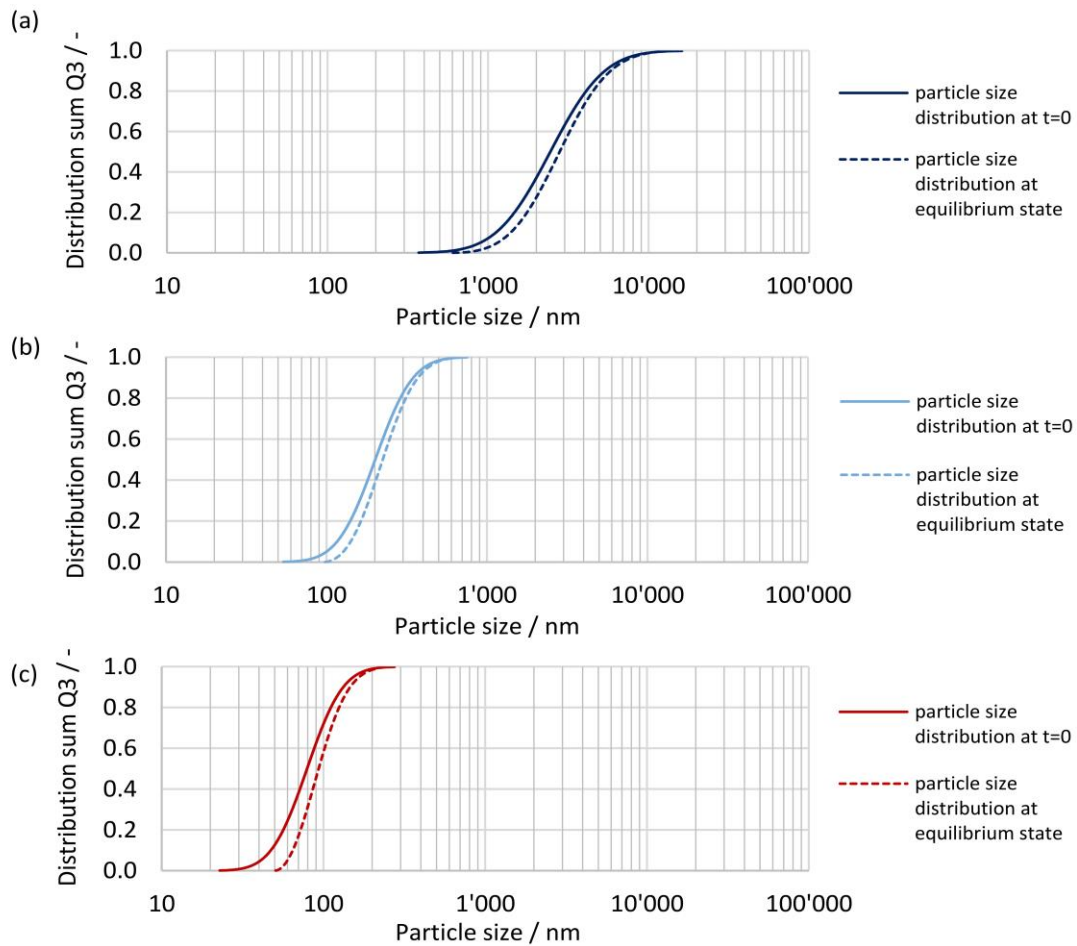 (a)
Distribution sum Q3 / -
1.0
0.8
0.6
0.4
0.2
0.0
10 100 1'000 10'000 100'000
Particle size / nm
particle size
distribution at t=0
particle size
distribution at
equilibrium state
(b)
Distribution sum Q3 / -
1.0
0.8
0.6
0.4
0.2
0.0
10 100 1'000 10'000 100'000
Particle size / nm
particle size
distribution at t=0
particle size
distribution at
equilibrium state
(c)
Distribution sum Q3 / -
1.0
0.8
0.6
0.4
0.2
0.0
10 100 1'000 10'000 100'000
Particle size / nm
particle size
distribution at t=0
particle size
distribution at
equilibrium state